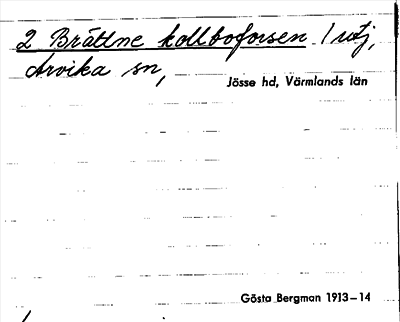 2 Brättne kollboforsen
Arvika sn,
Jösse hd, Värmlands län
Gösta Bergman 1913–14